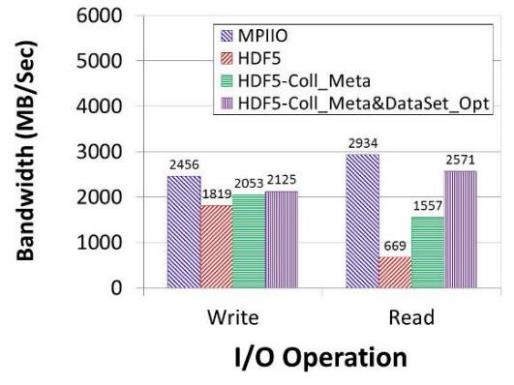 6000
5000
4000
3000
2000
1000
0
Bandwidth (MB/Sec)
MPIIO
HDF5
HDF5-Coll_Meta
HDF5-Coll_Meta&DataSet_Opt
2456
1819
2053
2125
2934
669
1557
2571
Write
Read
I/O Operation